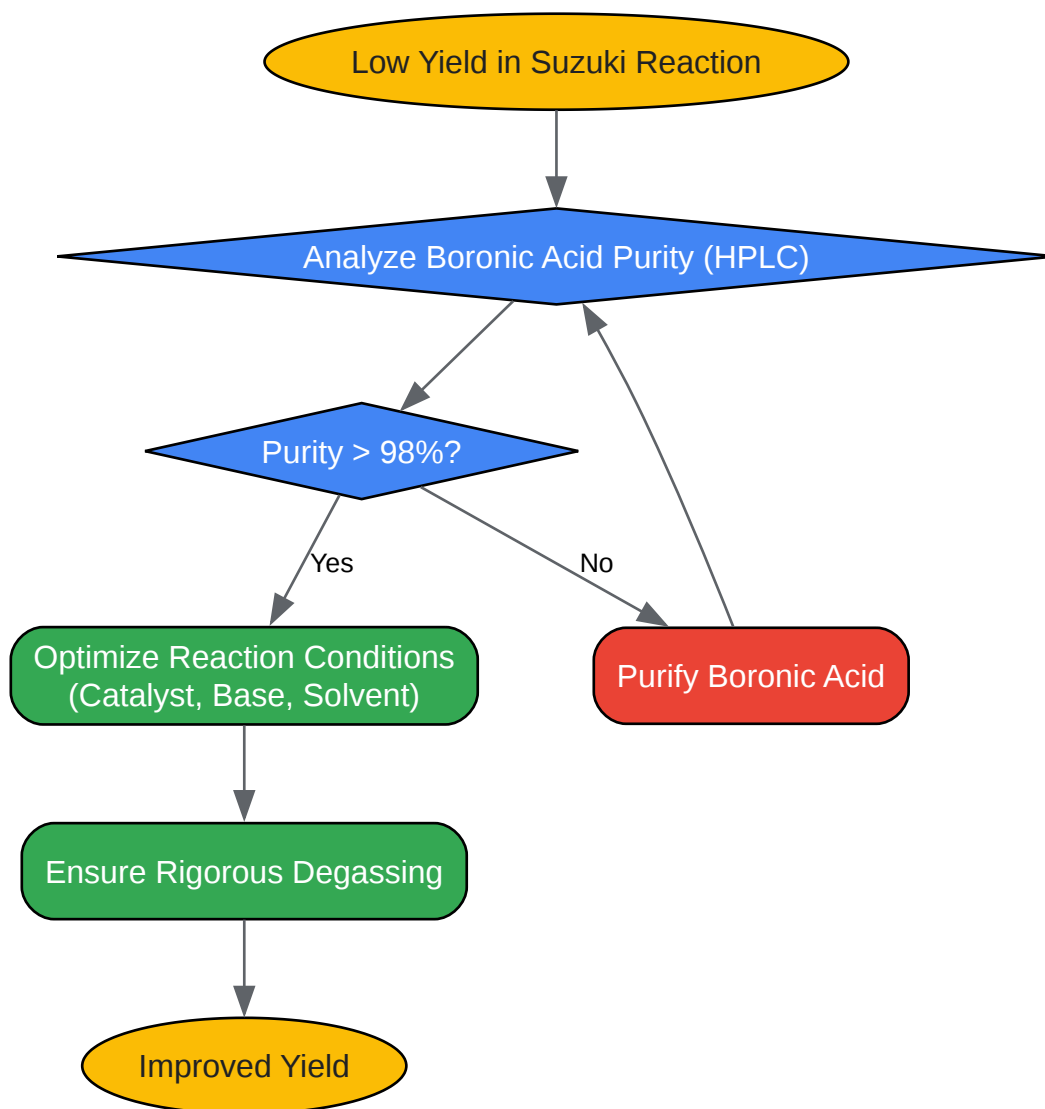 Low Yield in Suzuki Reaction
Analyze Boronic Acid Purity (HPLC)
Purity > 98%?
Yes
No
Optimize Reaction Conditions
(Catalyst, Base, Solvent)
Purify Boronic Acid
Ensure Rigorous Degassing
Improved Yield